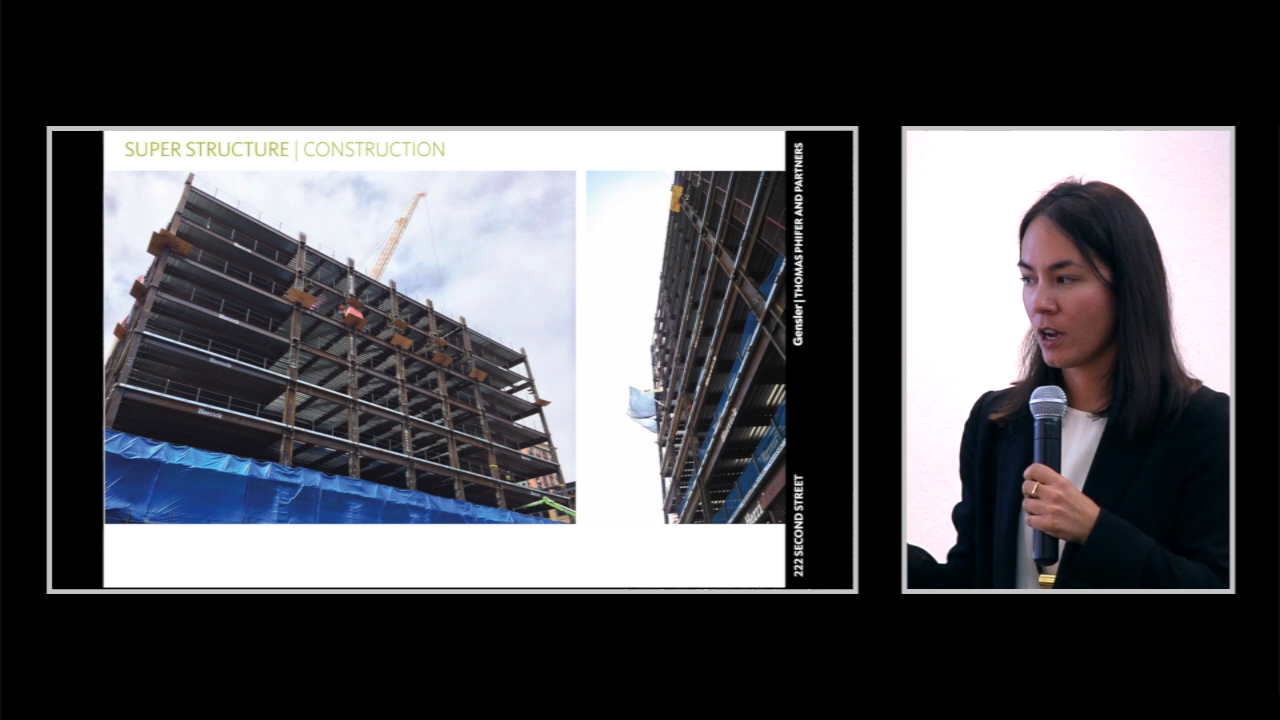 SUPER STRUCTURE | CONSTRUCTION
Gensler | THOMAS PHIFER AND PARTNERS
222 SECOND STREET